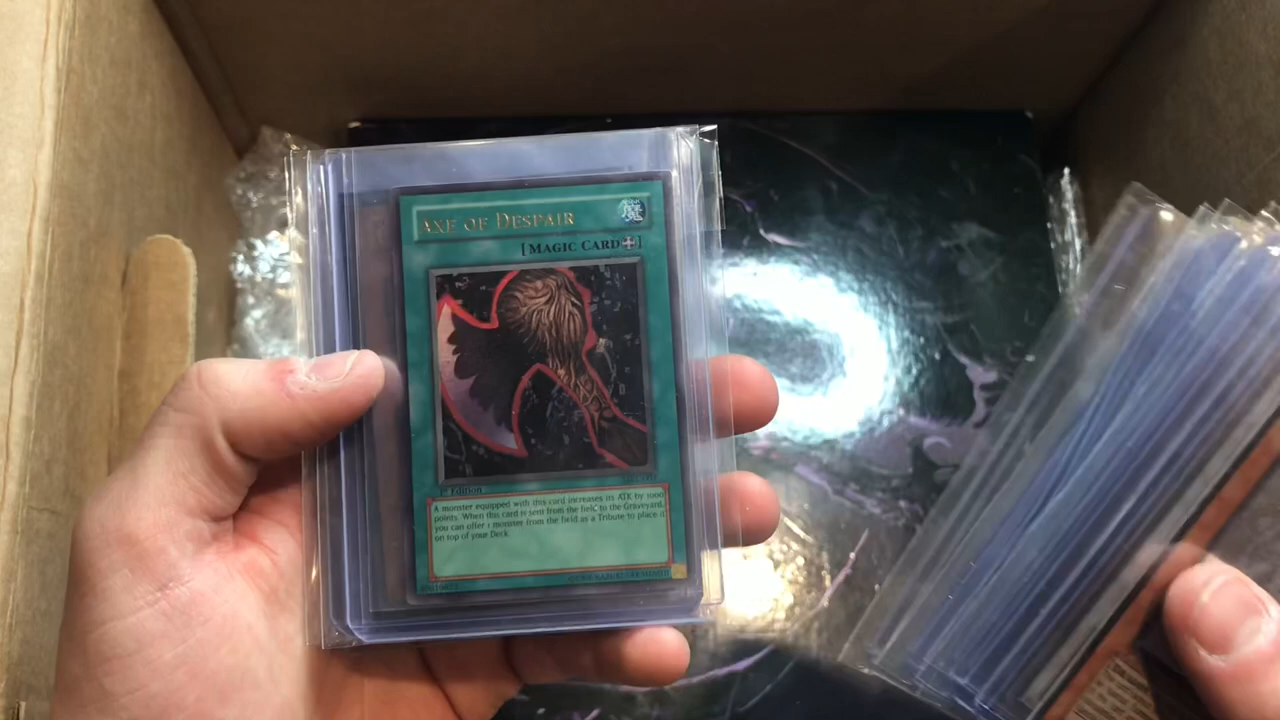 AXE OF DESPAIR
魔
[MAGIC CARD]
1st Edition
A monster equipped with this card increases its ATK by 1000
points. When this card is sent from the field to the Graveyard,
you can offer 1 monster from the field as a Tribute to place it
on top of your Deck.